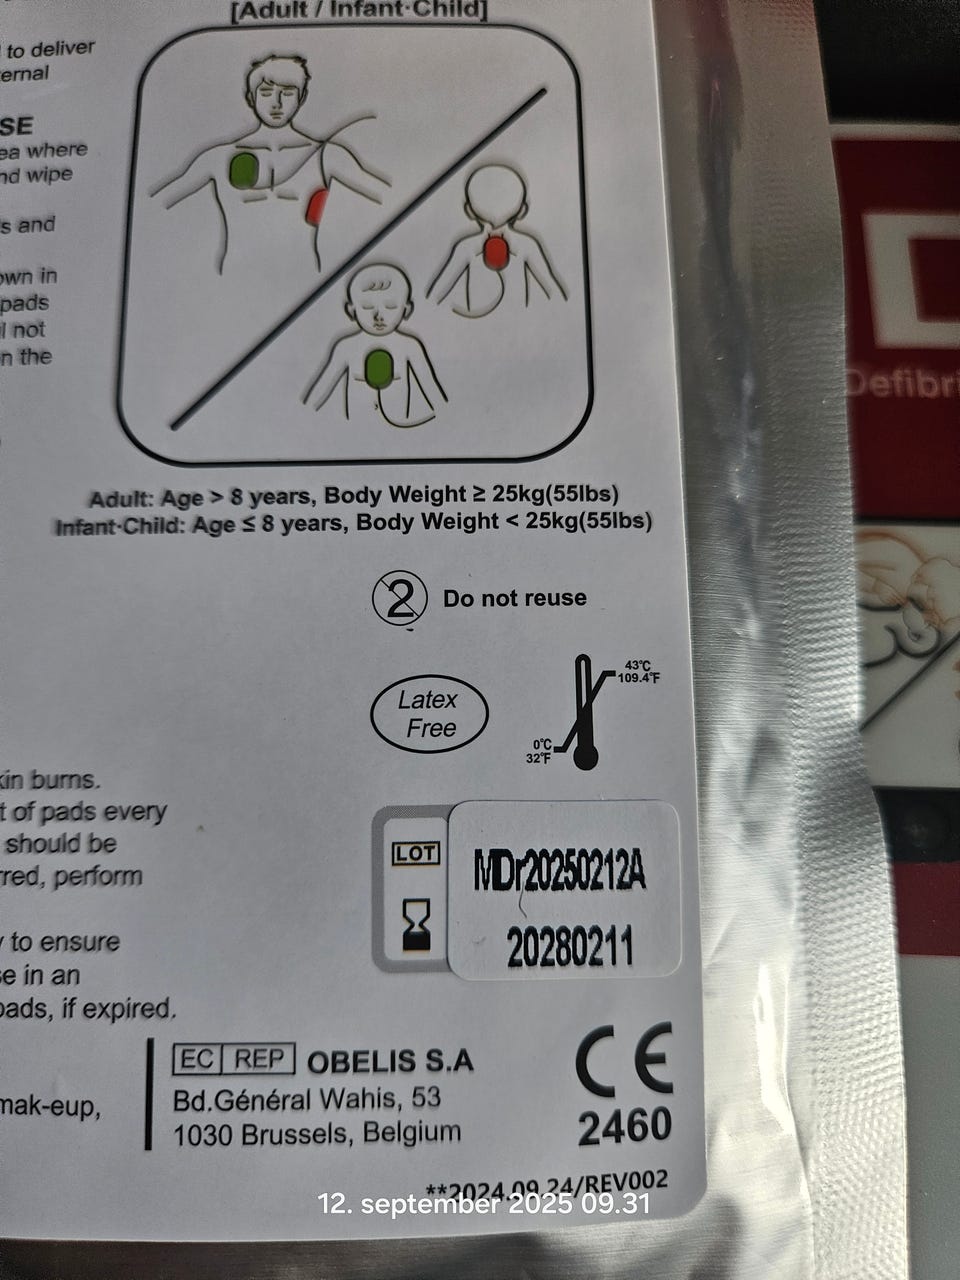 [Adult / Infant·Child]
to deliver
ernal
SE
ea where
nd wipe
s and
own in
pads
l not
n the
Adult: Age > 8 years, Body Weight ≥ 25kg(55lbs)
Infant·Child: Age ≤ 8 years, Body Weight < 25kg(55lbs)
2 Do not reuse
Latex
Free
43℃
109.4℉
0℃
32℉
kin burns.
t of pads every
should be
rred, perform
y to ensure
se in an
pads, if expired.
mak-eup,
LOT
MDr20250212A
20280211
EC REP OBELIS S.A
Bd.Général Wahis, 53
1030 Brussels, Belgium
CE
2460
**2024.09.24/REV002
12. september 2025 09.31
Defibri